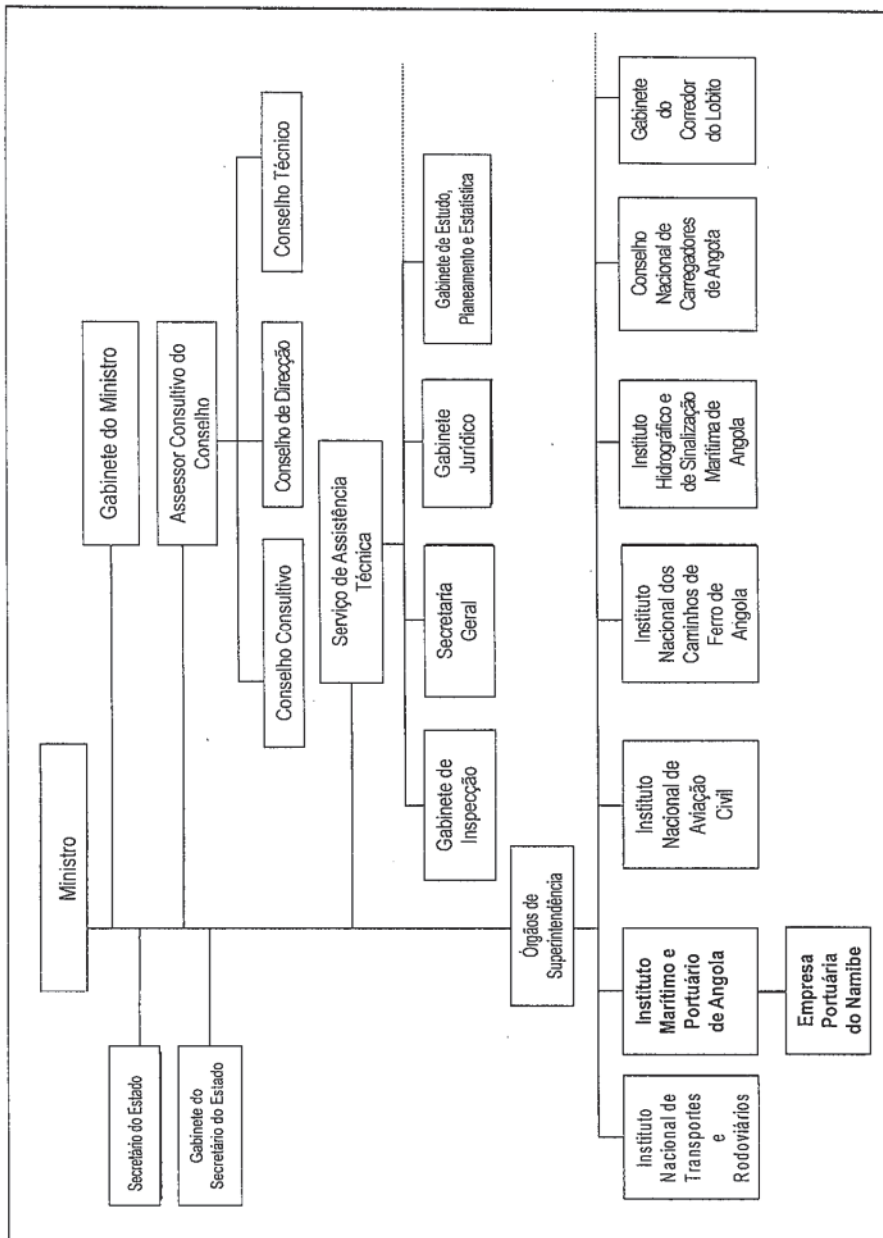 Ministro
Secretário do Estado
Gabinete do
Secretário do Estado
Gabinete do Ministro
Assessor Consultivo do
Conselho
Conselho Consultivo
Conselho de Direcção
Conselho Técnico
Serviço de Assistência
Técnica
Gabinete de
Inspecção
Secretaria
Geral
Gabinete
Jurídico
Gabinete de Estudo,
Planeamento e Estatística
Órgãos de
Superintendência
Instituto
Nacional de
Transportes
e
Rodoviários
Instituto
Marítimo e
Portuário
de Angola
Instituto
Nacional de
Aviação
Civil
Instituto
Nacional dos
Caminhos de
Ferro de
Angola
Instituto
Hidrográfico e
de Sinalização
Marítima de
Angola
Conselho
Nacional de
Carregadores
de Angola
Gabinete
do
Corredor
do Lobito
Empresa
Portuária
do Namibe